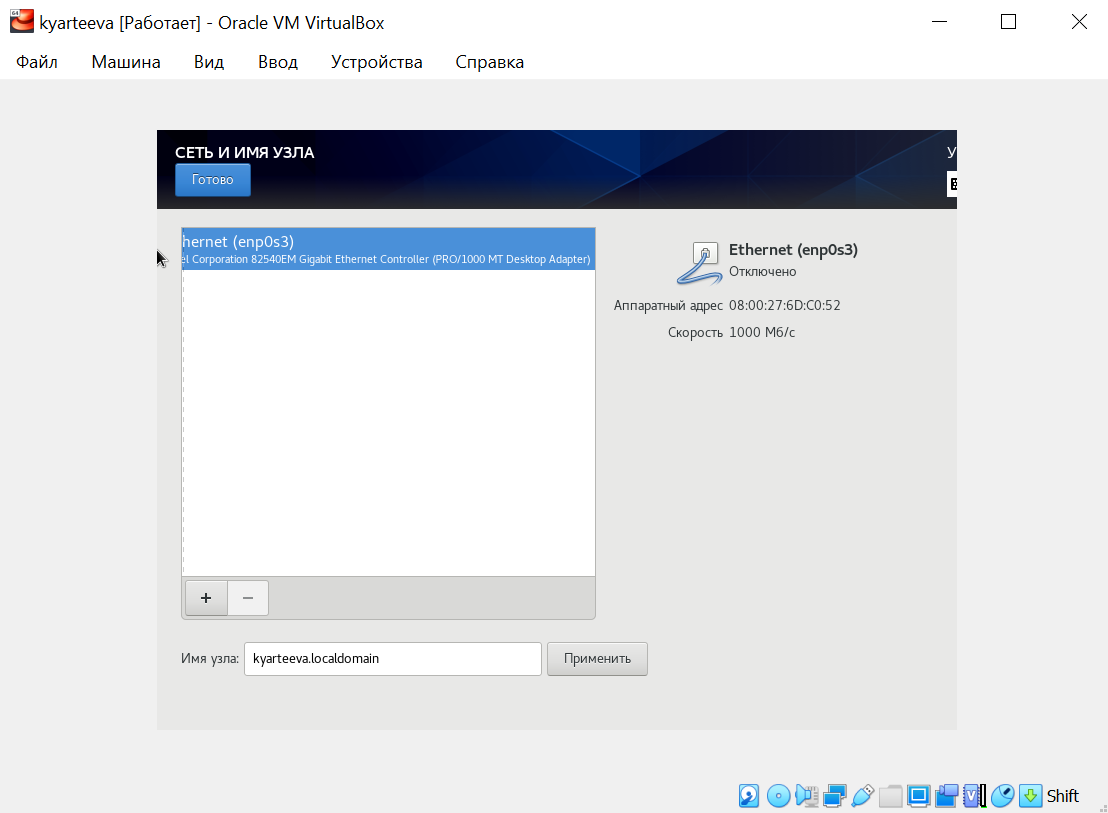 kyarteeva [Работает] - Oracle VM VirtualBox
Файл Машина Вид Ввод Устройства Справка
СЕТЬ И ИМЯ УЗЛА
У
Готово
hernet (enp0s3)
el Corporation 82540EM Gigabit Ethernet Controller (PRO/1000 MT Desktop Adapter)
Ethernet (enp0s3)
Отключено
Аппаратный адрес 08:00:27:6D:C0:52
Скорость 1000 Мб/с
+ −
Имя узла: kyarteeva.localdomain Применить
Shift